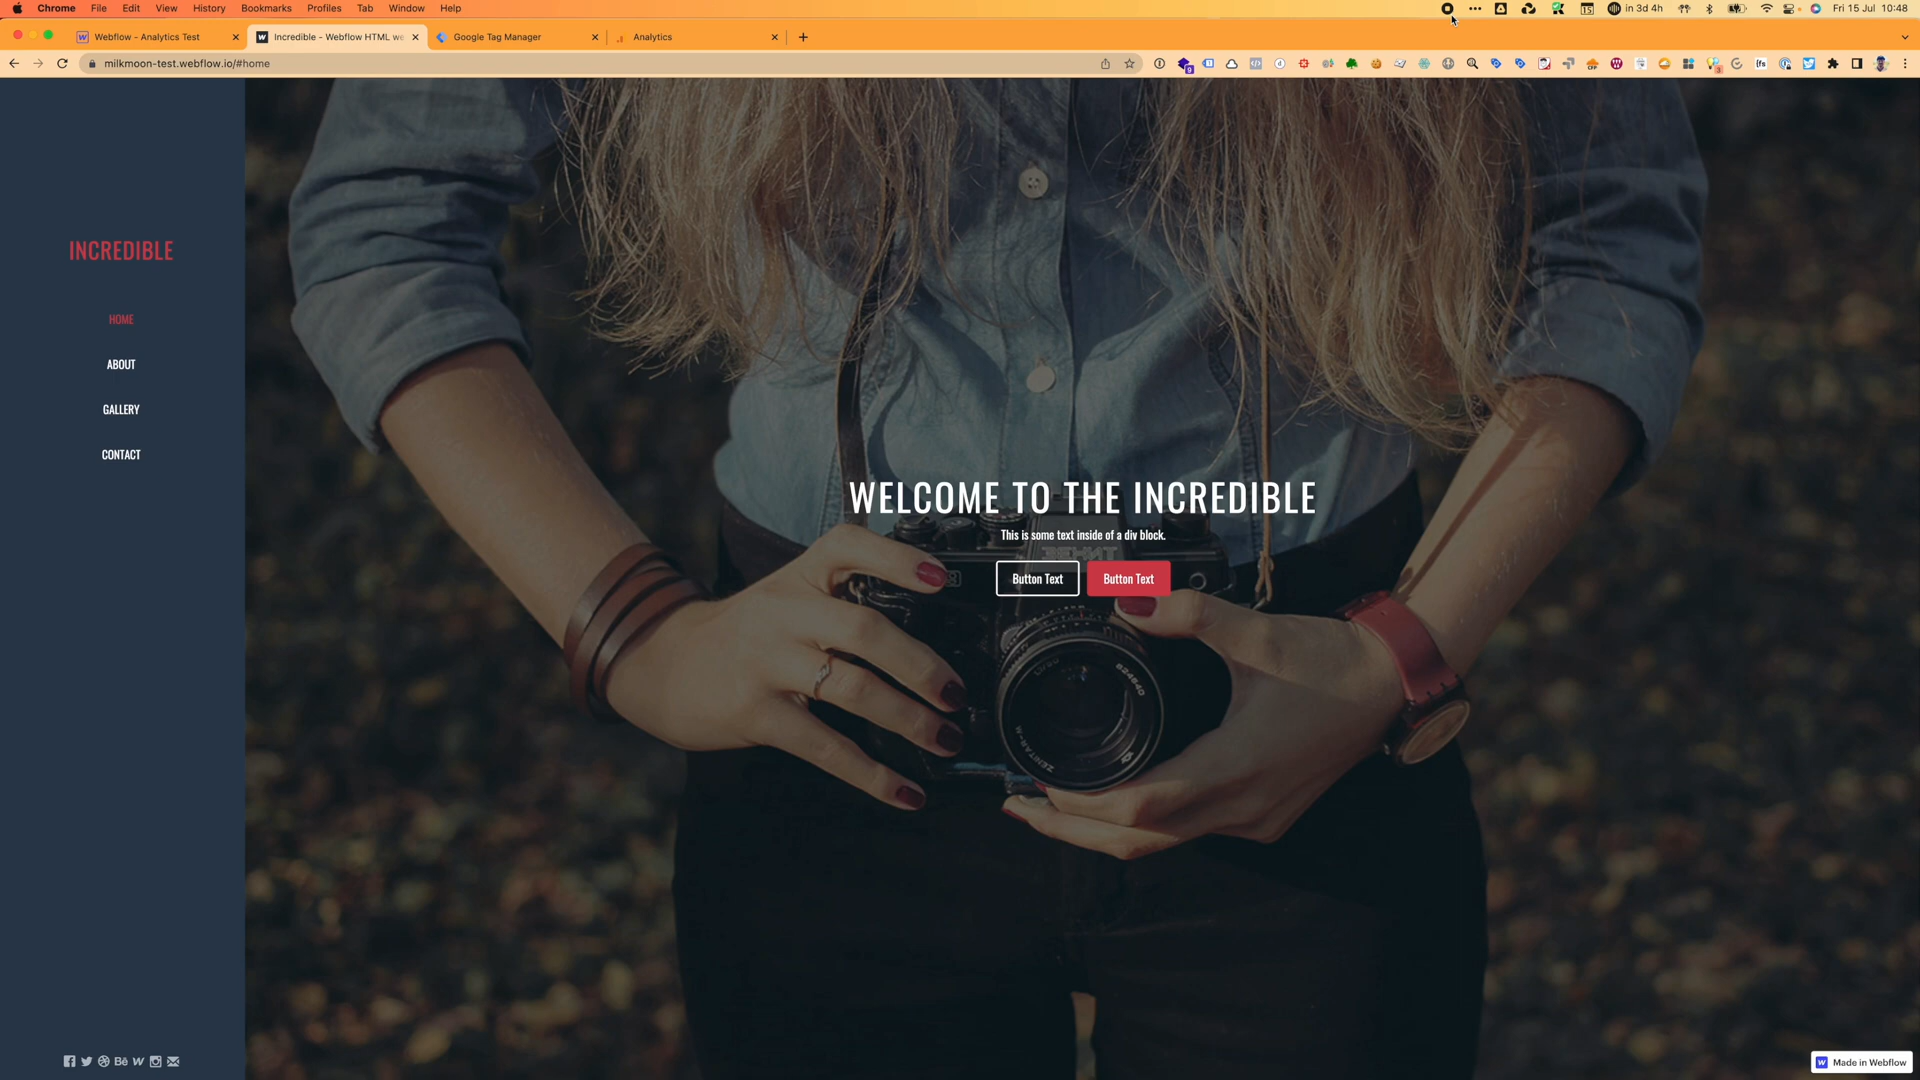 Chrome File Edit View History Bookmarks Profiles Tab Window Help in 3d 4h Fri 15 Jul 10:48
Webflow - Analytics Test Incredible - Webflow HTML we Google Tag Manager Analytics
milkmoon-test.webflow.io/#home
INCREDIBLE
HOME
ABOUT
GALLERY
CONTACT
WELCOME TO THE INCREDIBLE
This is some text inside of a div block.
Button Text Button Text
824640
ZENITAR-M
Made in Webflow